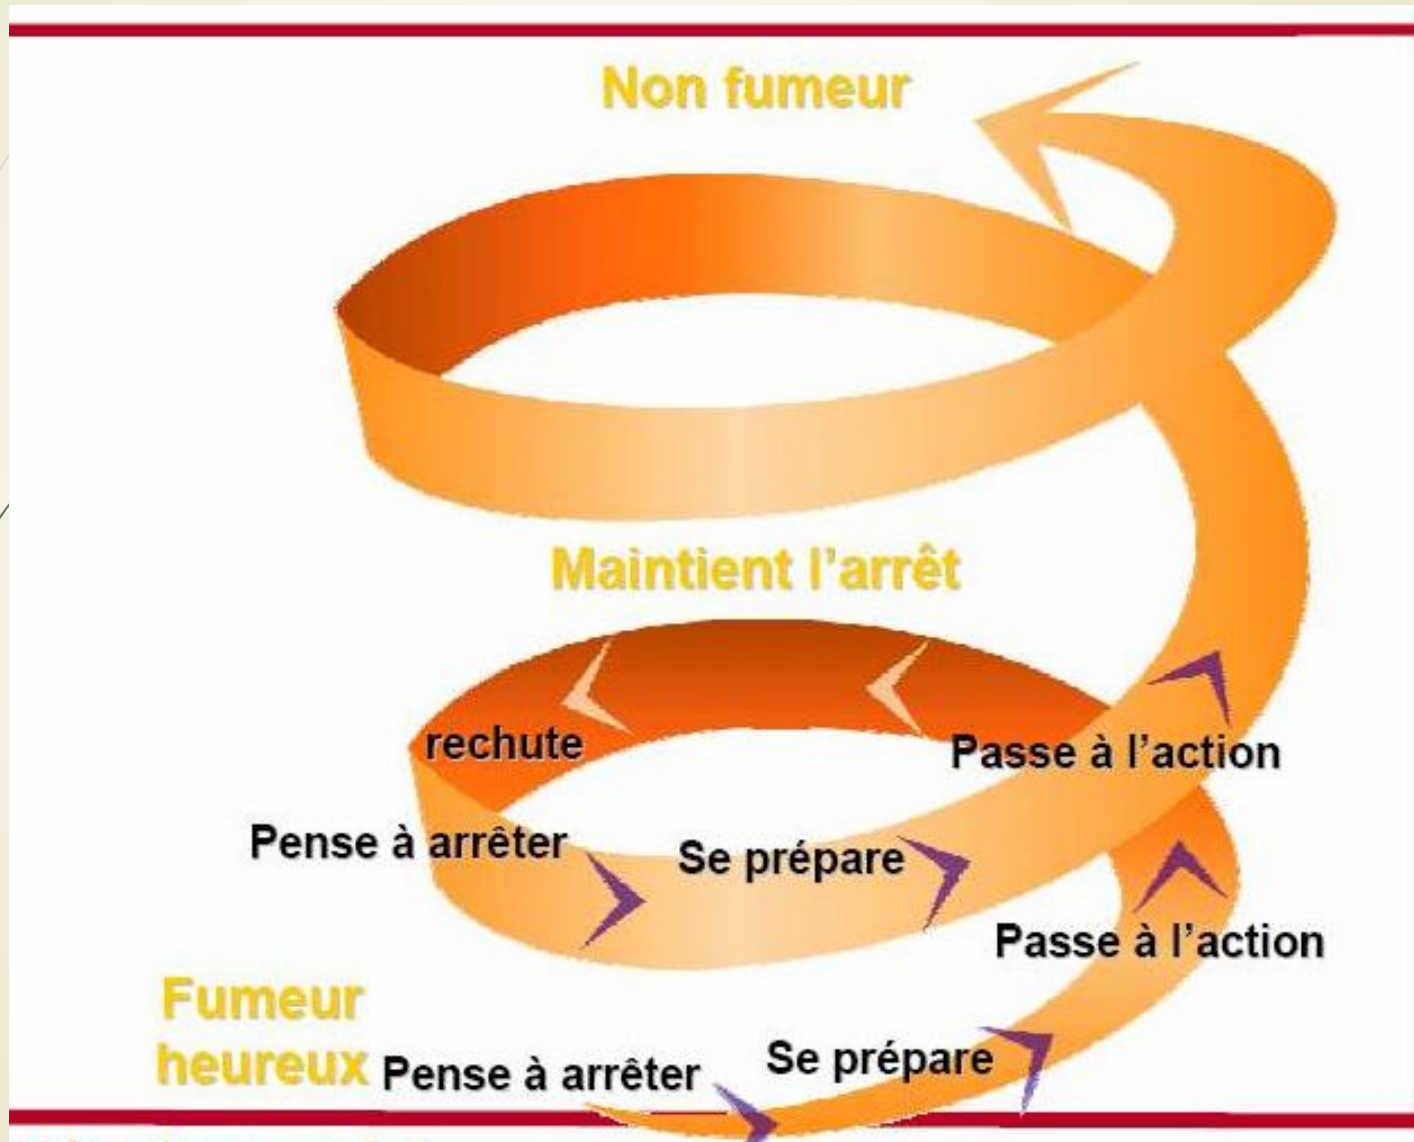 Non fumeur
Maintient l'arrêt
rechute
Passe à l'action
Pense à arrêter
Se prépare
Passe à l'action
Fumeur
heureux
Pense à arrêter
Se prépare